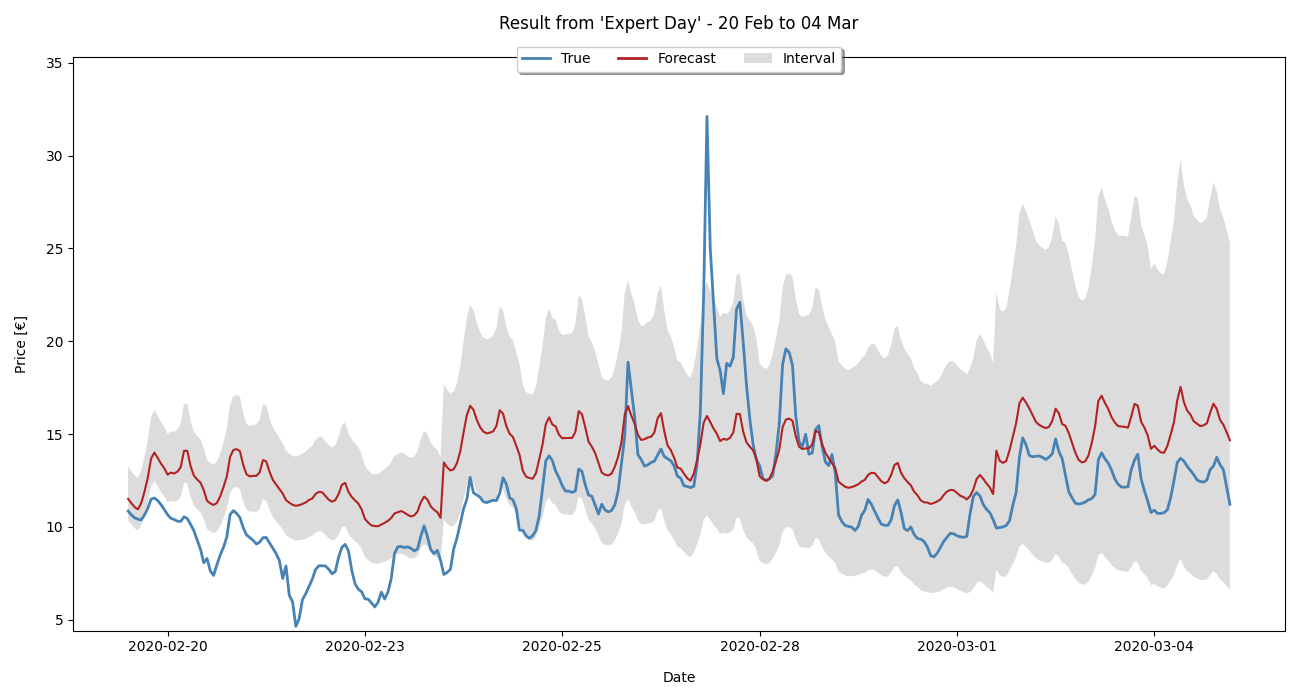 Result from 'Expert Day' - 20 Feb to 04 Mar
True Forecast Interval
35
30
25
20
15
10
5
Price [€]
2020-02-20 2020-02-23 2020-02-25 2020-02-28 2020-03-01 2020-03-04
Date